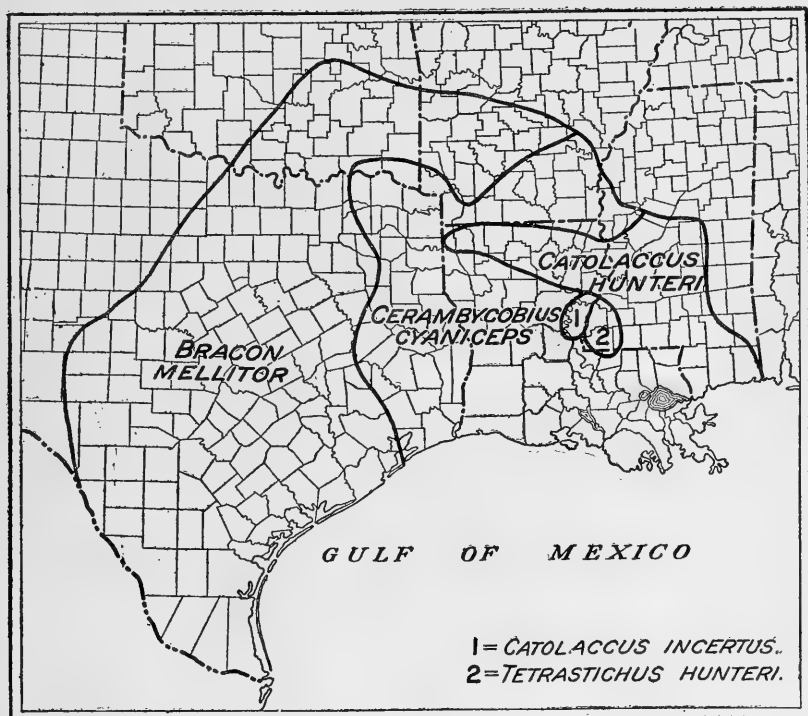 CATOLACCUS
HUNTERI
CERAMBYCOBIUS
CYANICEPS
1
2
BRACON
MELLITOR
GULF OF MEXICO
1=CATOLACCUS INCERTUS.
2=TETRASTICHUS HUNTERI.